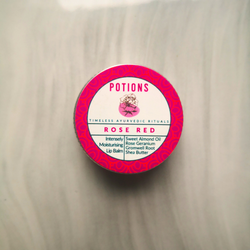 POTIONS
TIMELESS AYURVEDIC RITUALS
ROSE RED
Intensely
Moisturising
Lip Balm
Sweet Almond Oil
Rose Geranium
Gromwell Root
Shea Butter